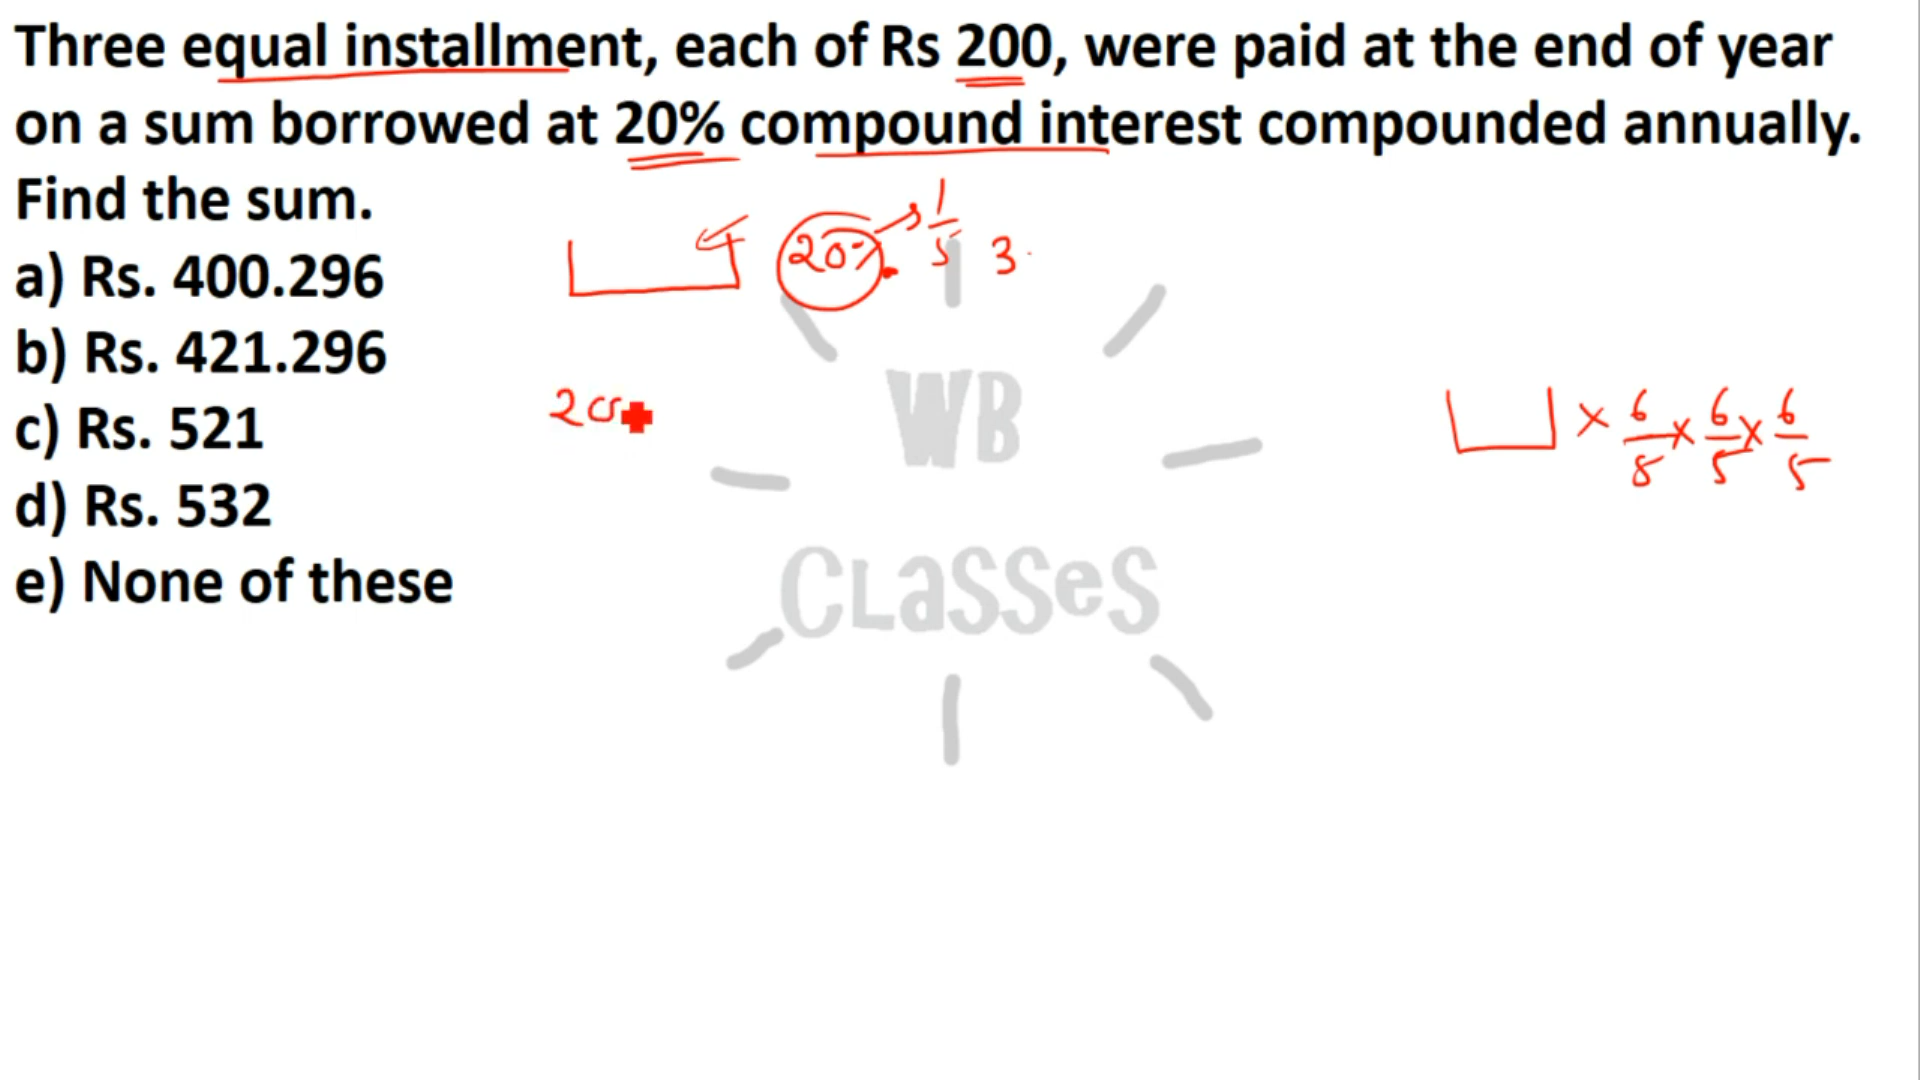 Three equal installment, each of Rs 200, were paid at the end of year
on a sum borrowed at 20% compound interest compounded annually.
Find the sum.
20% 1/5 3
a) Rs. 400.296
b) Rs. 421.296
20
× 6/5 × 6/5 × 6/5
c) Rs. 521
d) Rs. 532
e) None of these
WB
CLasses